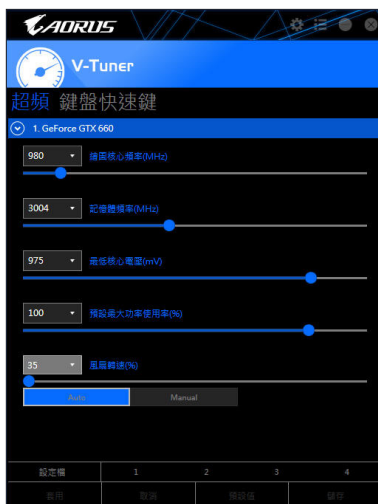 AORUS
V-Tuner
超頻 鍵盤快速鍵
1. GeForce GTX 660
980 繪圖核心頻率(MHz)
3004 記憶體頻率(MHz)
975 最低核心電壓(mV)
100 預設最大功率使用率(%)
35 風扇轉速(%)
Auto Manual
設定檔 1 2 3 4
套用 取消 預設值 儲存